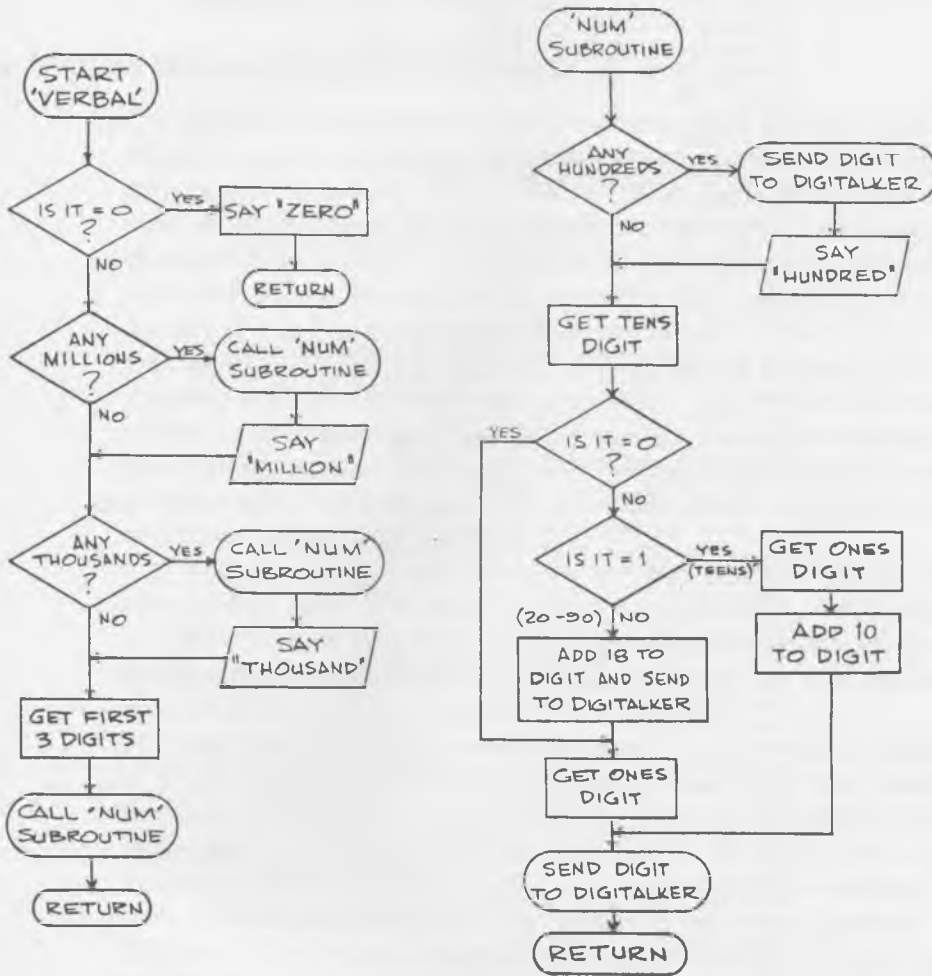 START
'VERBAL'
IS IT = 0
?
YES
SAY "ZERO"
RETURN
NO
ANY
MILLIONS
?
YES
CALL 'NUM'
SUBROUTINE
NO
SAY
"MILLION"
ANY
THOUSANDS
?
YES
CALL 'NUM'
SUBROUTINE
NO
SAY
"THOUSAND"
GET FIRST
3 DIGITS
CALL 'NUM'
SUBROUTINE
RETURN
'NUM'
SUBROUTINE
ANY
HUNDREDS
?
YES
SEND DIGIT
TO DIGITALKER
NO
SAY
"HUNDRED"
GET TENS
DIGIT
YES
IS IT = 0
?
NO
IS IT = 1
YES
(TEENS)
GET ONES
DIGIT
(20-90) NO
ADD 10
TO DIGIT
ADD 18 TO
DIGIT AND SEND
TO DIGITALKER
GET ONES
DIGIT
SEND DIGIT
TO DIGITALKER
RETURN